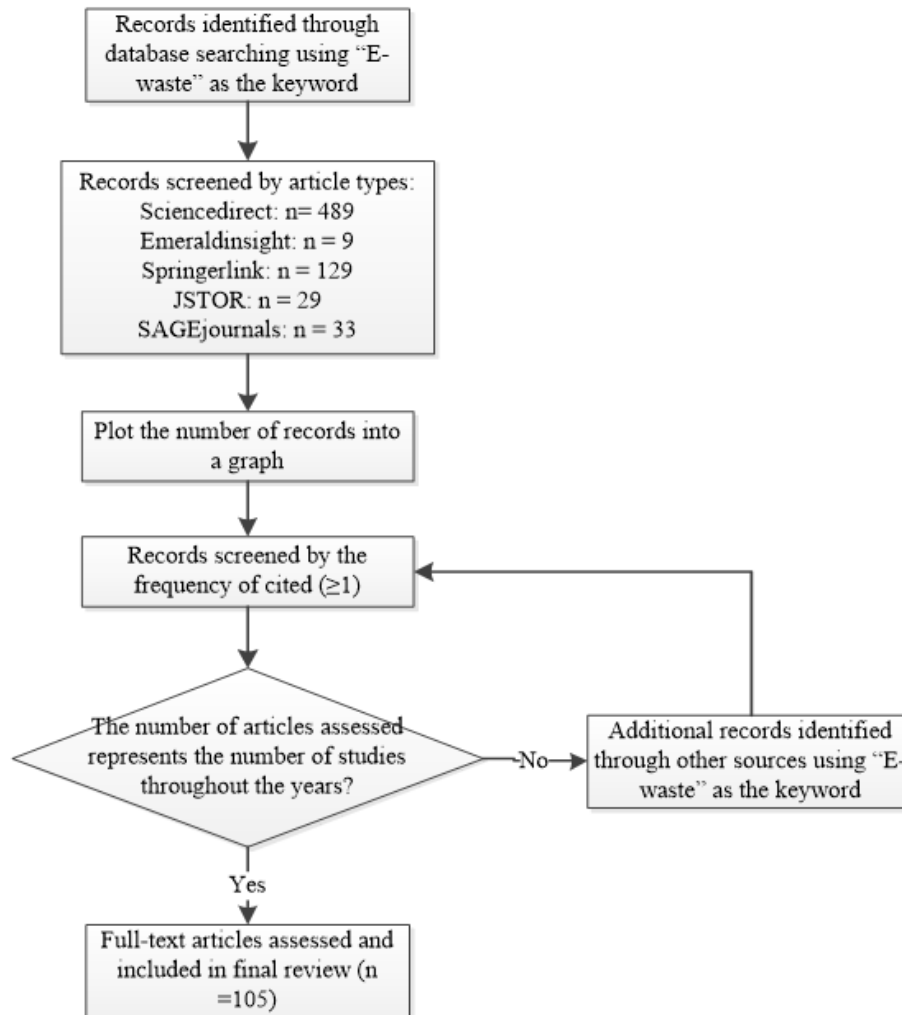 Records identified through
database searching using “E-
waste” as the keyword
Records screened by article types:
Sciencedirect: n= 489
Emeraldinsight: n = 9
Springerlink: n = 129
JSTOR: n = 29
SAGEjournals: n = 33
Plot the number of records into
a graph
Records screened by the
frequency of cited (≥1)
The number of articles assessed
represents the number of studies
throughout the years?
No
Additional records identified
through other sources using “E-
waste” as the keyword
Yes
Full-text articles assessed and
included in final review (n
=105)